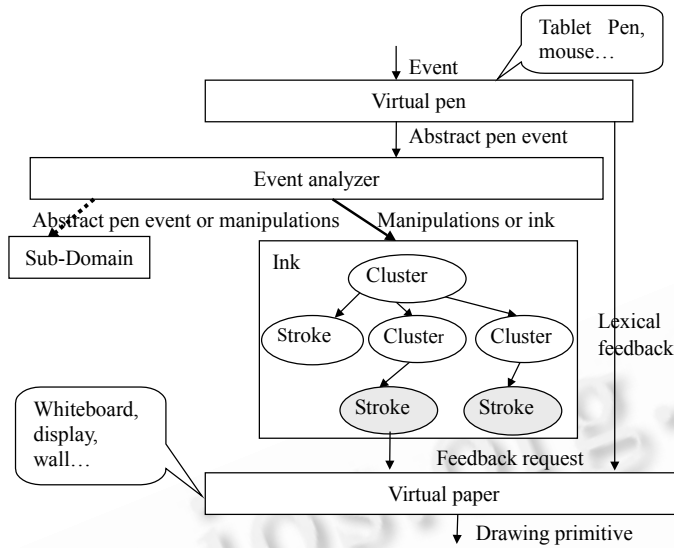 Tablet Pen,
mouse…
Event
Virtual pen
Abstract pen event
Event analyzer
Abstract pen event or manipulations
Manipulations or ink
Sub-Domain
Ink
Cluster
Stroke
Cluster
Cluster
Lexical
feedback
Stroke
Stroke
Whiteboard,
display,
wall…
Feedback request
Virtual paper
Drawing primitive